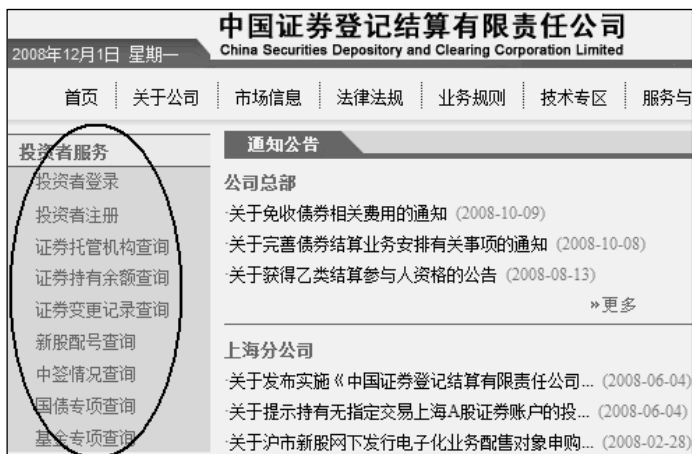 中国证券登记结算有限责任公司
China Securities Depository and Clearing Corporation Limited
2008年12月1日 星期一
首页 关于公司 市场信息 法律法规 业务规则 技术专区 服务与
投资者服务
投资者登录
投资者注册
证券托管机构查询
证券持有余额查询
证券变更记录查询
新股配号查询
中签情况查询
国债专项查询
基金专项查询
通知公告
公司总部
·关于免收债券相关费用的通知 (2008-10-09)
·关于完善债券结算业务安排有关事项的通知 (2008-10-08)
·关于获得乙类结算参与人资格的公告 (2008-08-13)
»更多
上海分公司
·关于发布实施《中国证券登记结算有限责任公司... (2008-06-04)
·关于提示持有无指定交易上海A股证券账户的投... (2008-06-04)
·关于沪市新股网下发行电子化业务配售对象申购... (2008-02-28)